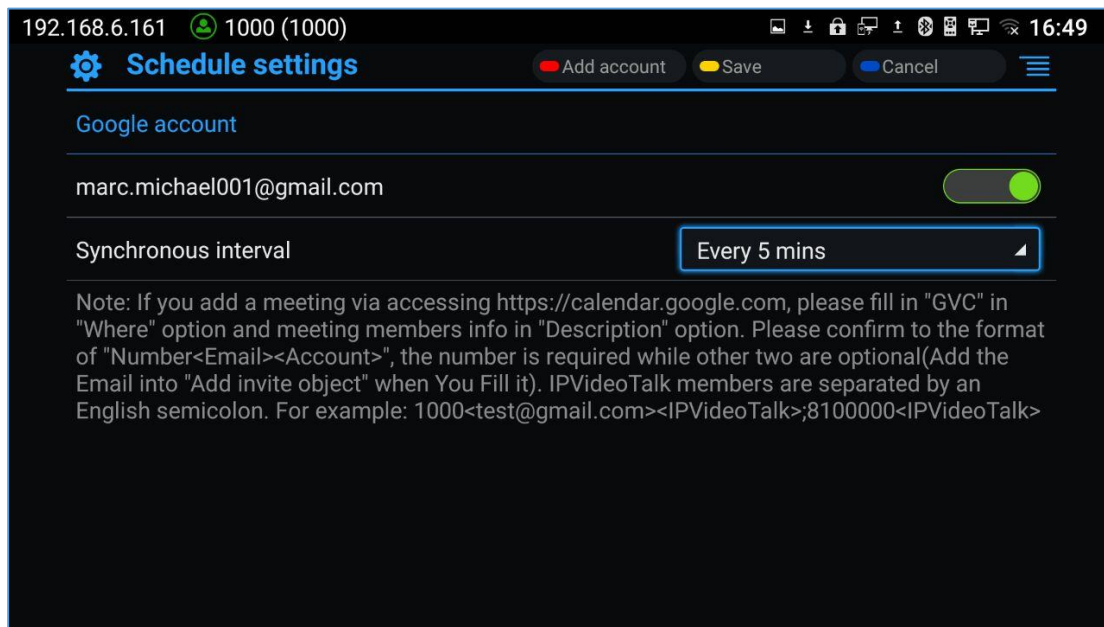 192.168.6.161 1000 (1000) 16:49
Schedule settings Add account Save Cancel
Google account
marc.michael001@gmail.com
Synchronous interval Every 5 mins
Note: If you add a meeting via accessing https://calendar.google.com, please fill in "GVC" in
"Where" option and meeting members info in "Description" option. Please confirm to the format
of "Number<Email><Account>", the number is required while other two are optional(Add the
Email into "Add invite object" when You Fill it). IPVideoTalk members are separated by an
English semicolon. For example: 1000<test@gmail.com><IPVideoTalk>;8100000<IPVideoTalk>